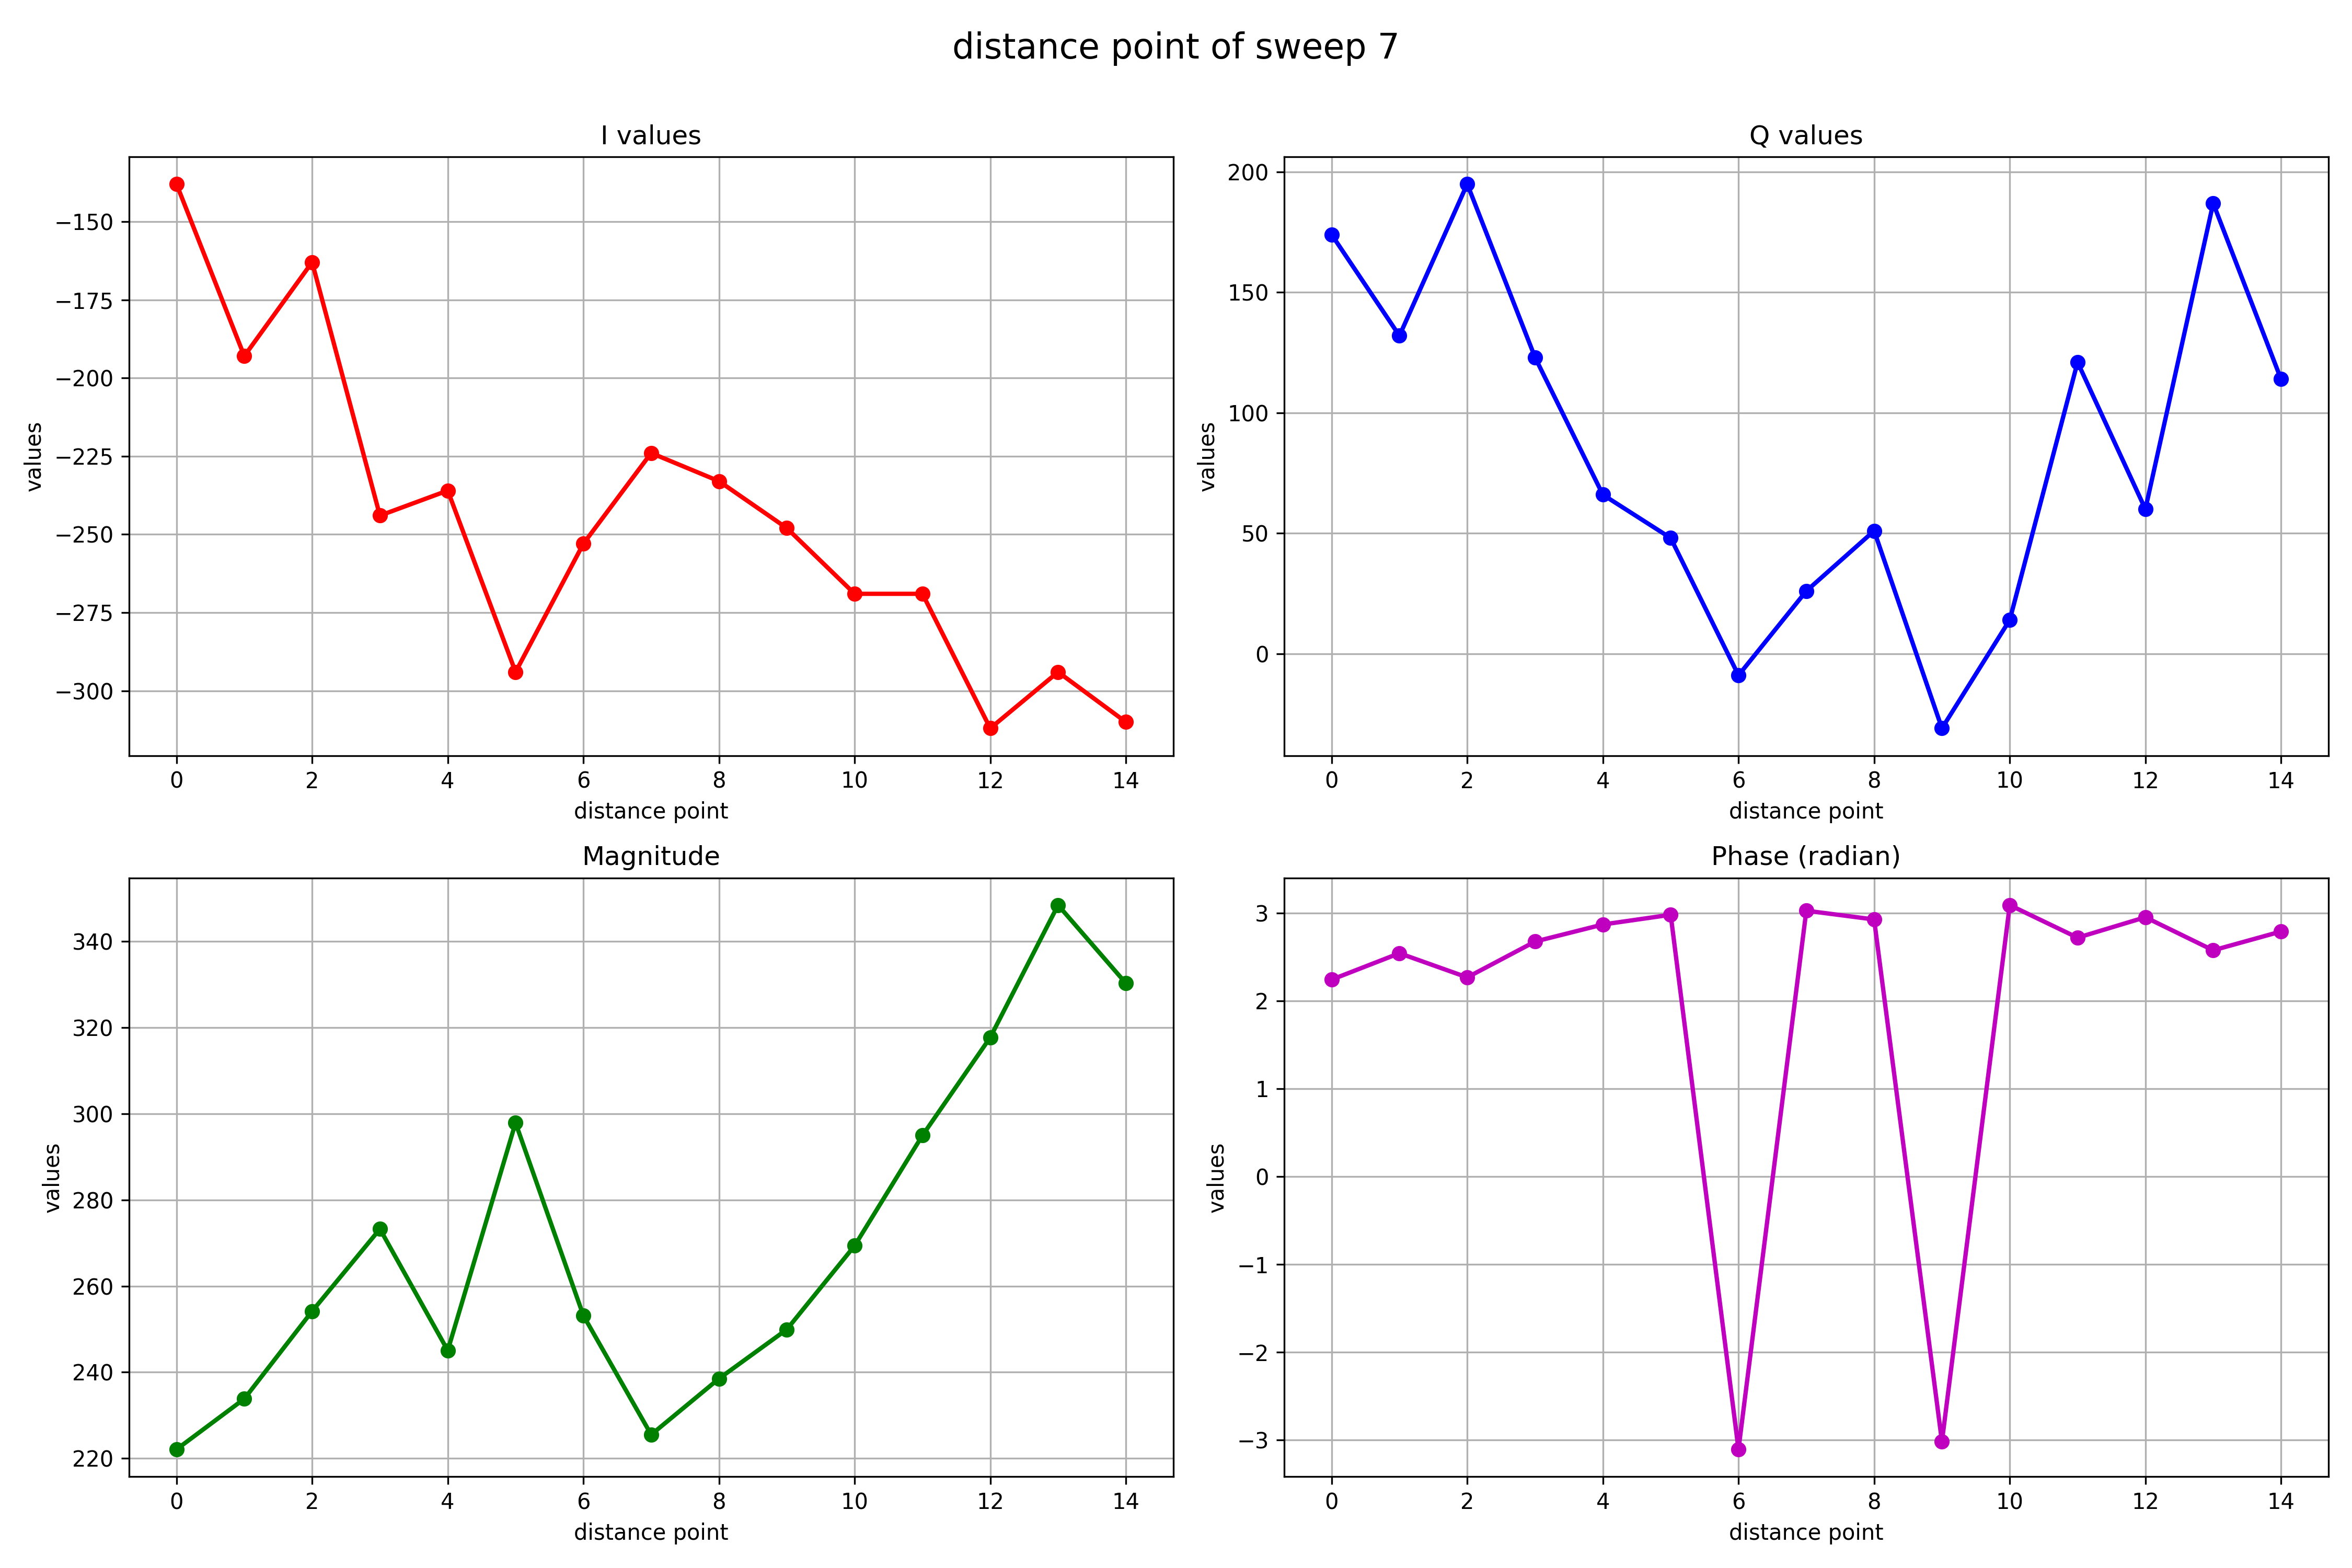 distance point of sweep 7
I values
values
−150
−175
−200
−225
−250
−275
−300
0 2 4 6 8 10 12 14
distance point
Q values
values
200
150
100
50
0
0 2 4 6 8 10 12 14
distance point
Magnitude
values
340
320
300
280
260
240
220
0 2 4 6 8 10 12 14
distance point
Phase (radian)
values
3
2
1
0
−1
−2
−3
0 2 4 6 8 10 12 14
distance point